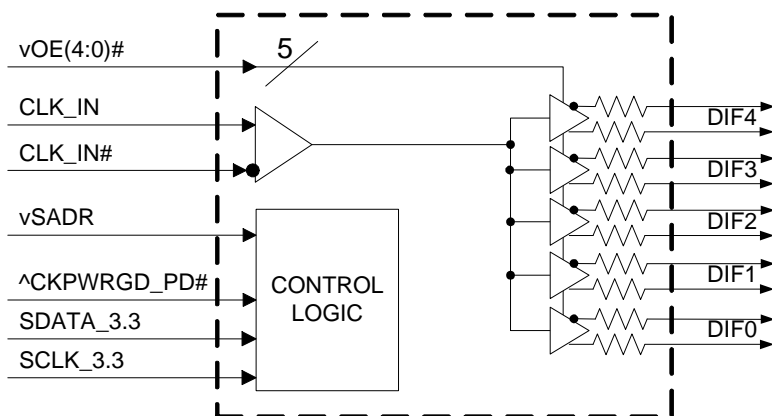 vOE(4:0)#
5
CLK_IN
CLK_IN#
vSADR
^CKPWRGD_PD#
SDATA_3.3
SCLK_3.3
CONTROL
LOGIC
DIF4
DIF3
DIF2
DIF1
DIF0